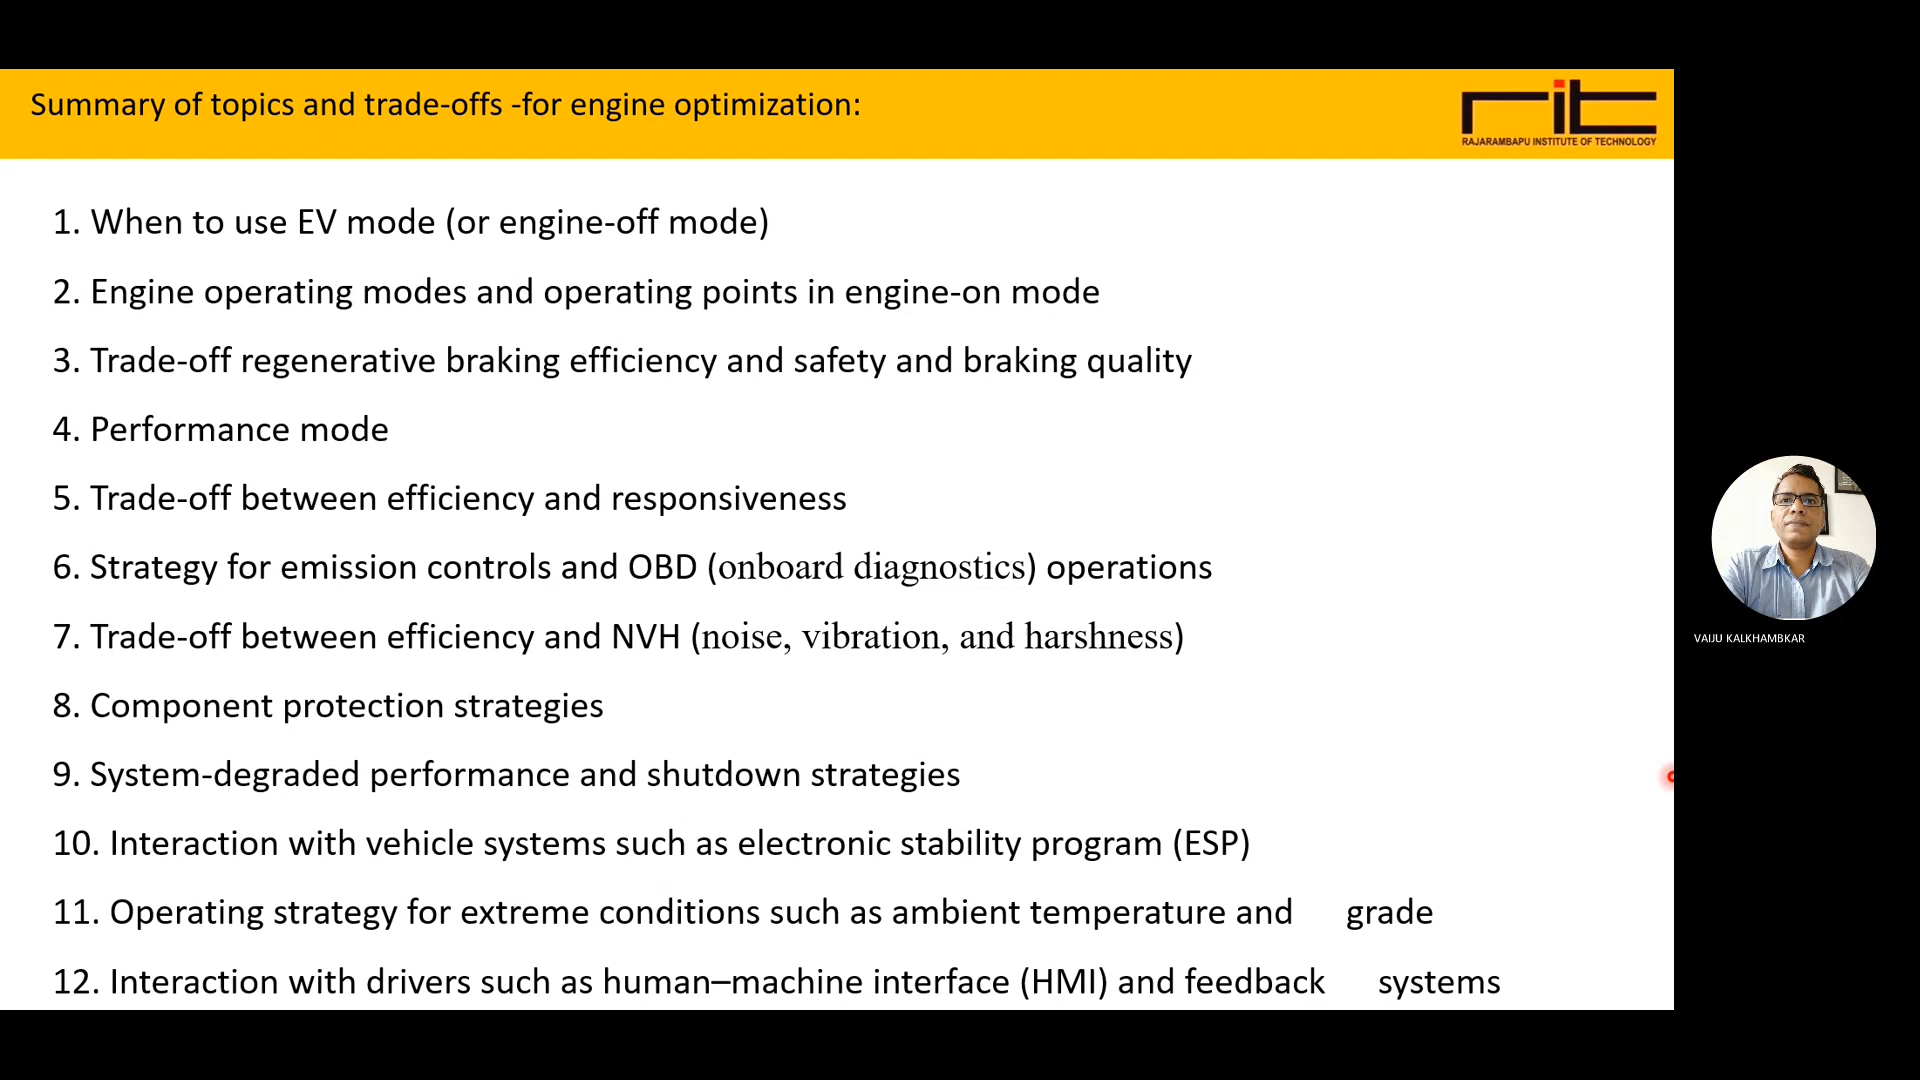 Summary of topics and trade-offs -for engine optimization:
rit
RAJARAMBAPU INSTITUTE OF TECHNOLOGY
1. When to use EV mode (or engine-off mode)
2. Engine operating modes and operating points in engine-on mode
3. Trade-off regenerative braking efficiency and safety and braking quality
4. Performance mode
5. Trade-off between efficiency and responsiveness
6. Strategy for emission controls and OBD (onboard diagnostics) operations
7. Trade-off between efficiency and NVH (noise, vibration, and harshness)
8. Component protection strategies
9. System-degraded performance and shutdown strategies
10. Interaction with vehicle systems such as electronic stability program (ESP)
11. Operating strategy for extreme conditions such as ambient temperature and grade
12. Interaction with drivers such as human–machine interface (HMI) and feedback systems
VAIJU KALKHAMBKAR